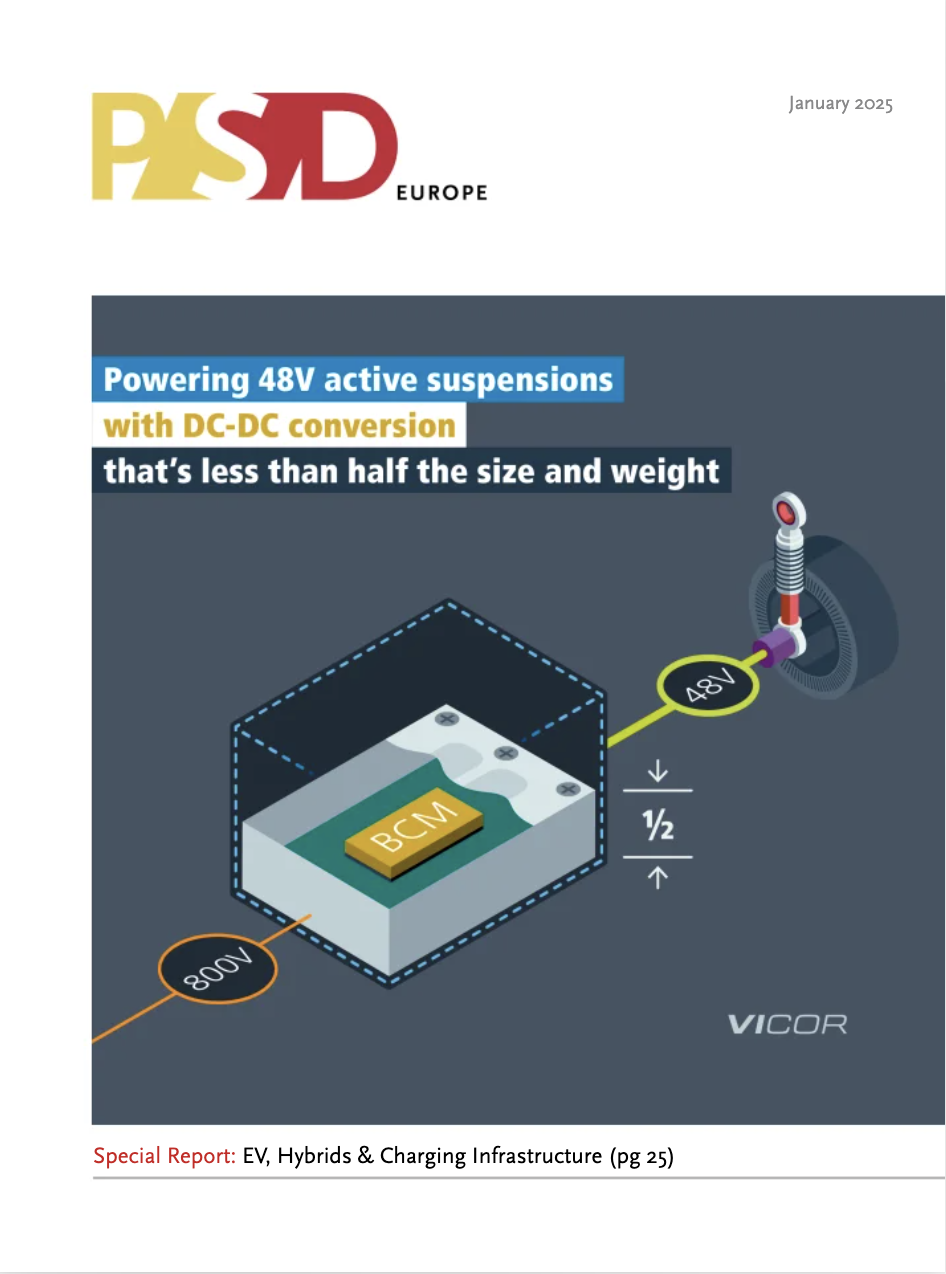 PSD
EUROPE
January 2025
Powering 48V active suspensions
with DC-DC conversion
that’s less than half the size and weight
48V
½
BCM
800V
VICOR
Special Report: EV, Hybrids & Charging Infrastructure (pg 25)